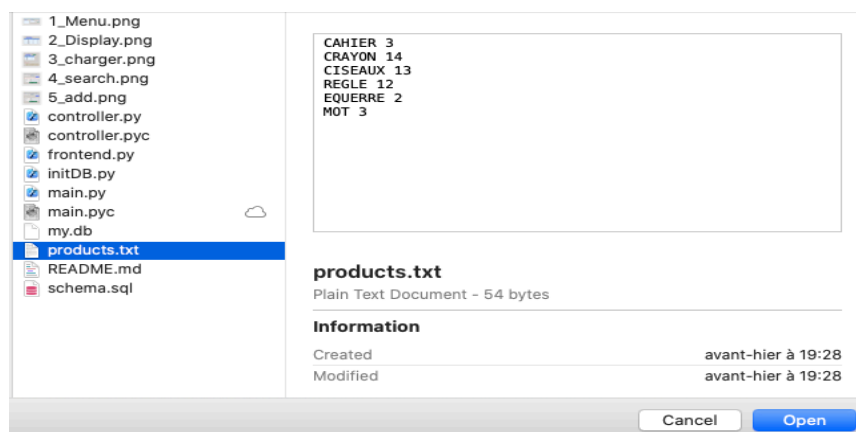 1_Menu.png
2_Display.png
3_charger.png
4_search.png
5_add.png
controller.py
controller.pyc
frontend.py
initDB.py
main.py
main.pyc
my.db
products.txt
README.md
schema.sql
CAHIER 3
CRAYON 14
CISEAUX 13
REGLE 12
EQUERRE 2
MOT 3
products.txt
Plain Text Document - 54 bytes
Information
Created avant-hier à 19:28
Modified avant-hier à 19:28
Cancel Open